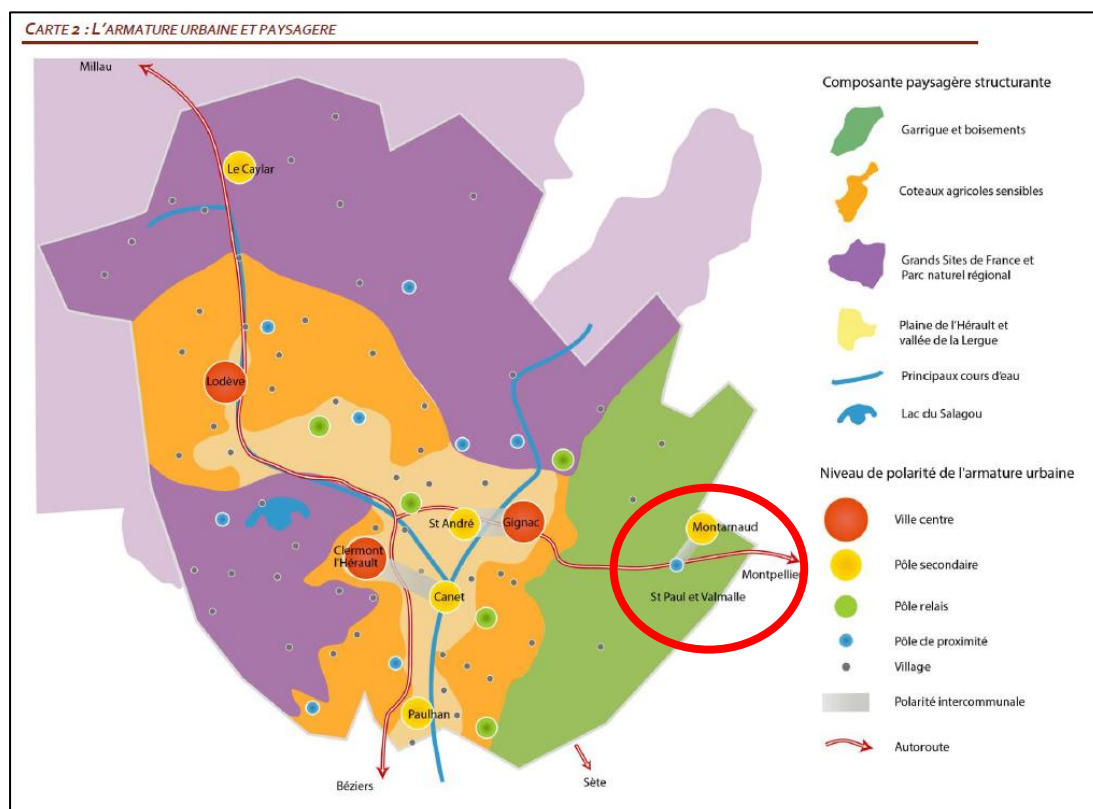 CARTE 2 : L'ARMATURE URBAINE ET PAYSAGERE
Millau
Le Caylar
Lodève
St André
Gignac
Clermont
l'Hérault
Canet
Paulhan
Montarnaud
Montpellier
St Paul et Valmalle
Béziers
Sète
Composante paysagère structurante
Garrigue et boisements
Coteaux agricoles sensibles
Grands Sites de France et
Parc naturel régional
Plaine de l'Hérault et
vallée de la Lergue
Principaux cours d'eau
Lac du Salagou
Niveau de polarité de l'armature urbaine
Ville centre
Pôle secondaire
Pôle relais
Pôle de proximité
Village
Polarité intercommunale
Autoroute